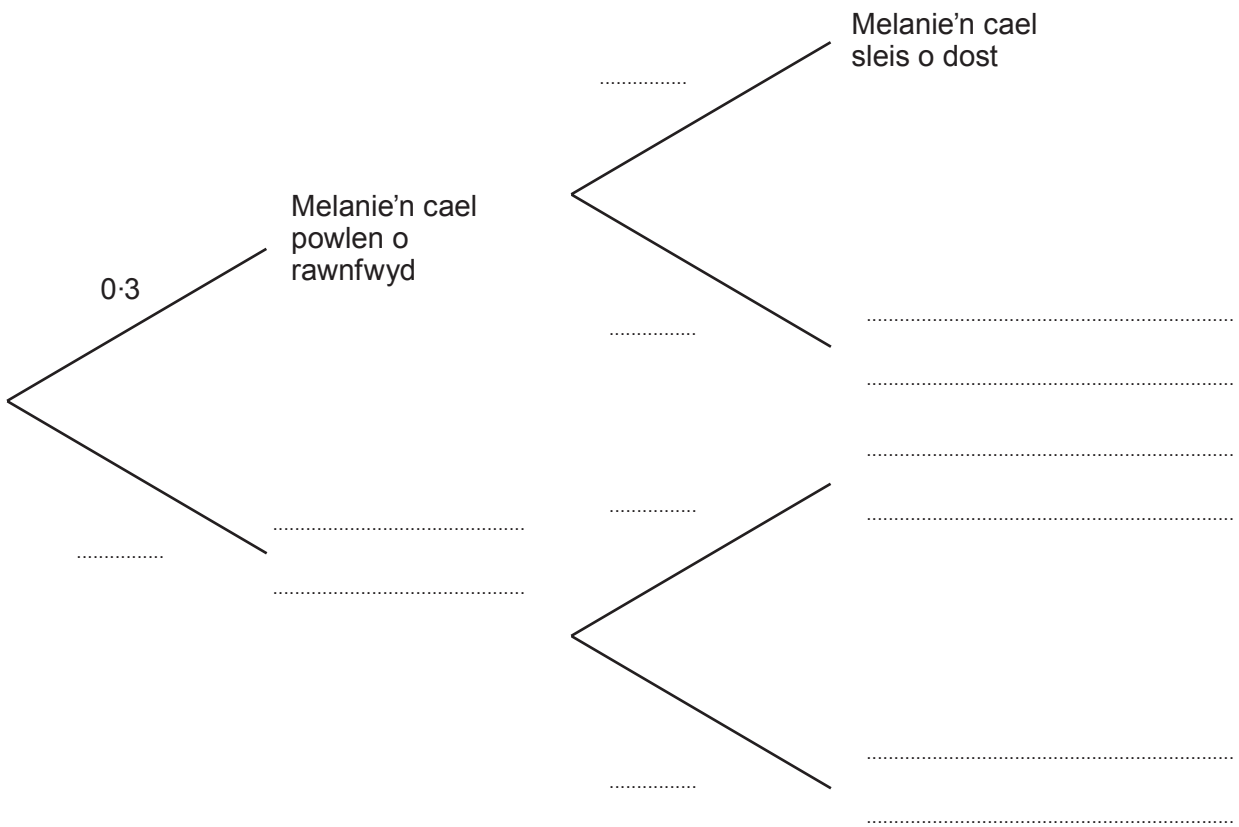 Melanie'n cael
sleis o dost
Melanie'n cael
powlen o
rawnfwyd
0·3